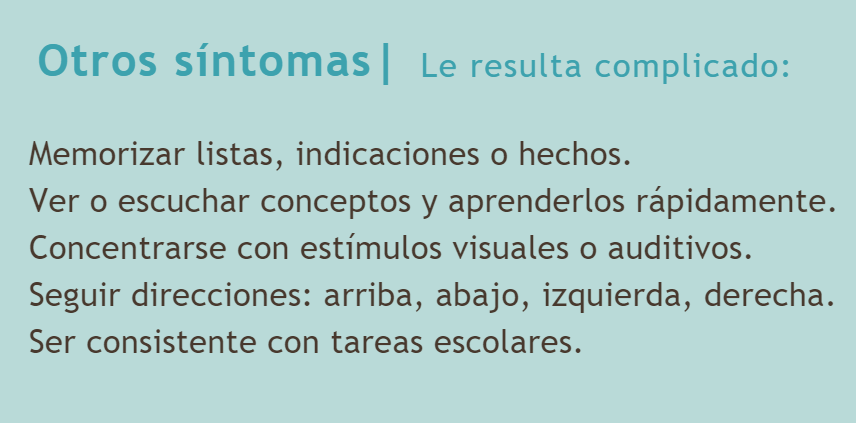 Otros síntomas| Le resulta complicado:
Memorizar listas, indicaciones o hechos.
Ver o escuchar conceptos y aprenderlos rápidamente.
Concentrarse con estímulos visuales o auditivos.
Seguir direcciones: arriba, abajo, izquierda, derecha.
Ser consistente con tareas escolares.